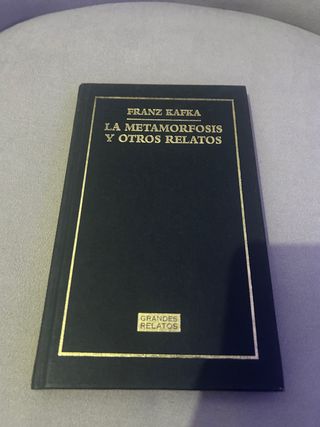 FRANZ KAFKA
LA METAMORFOSIS
Y OTROS RELATOS
GRANDES
RELATOS